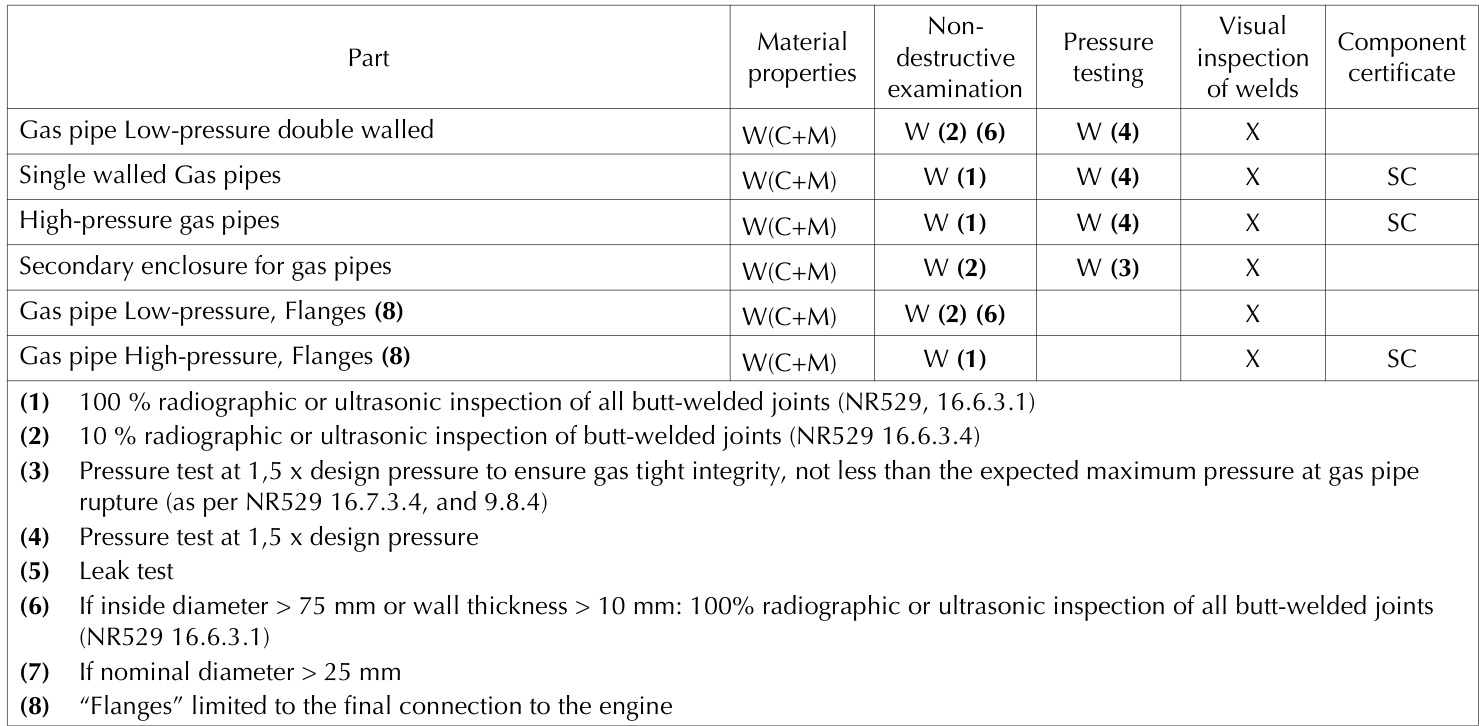 Part Material properties Non-destructive examination Pressure testing Visual inspection of welds Component certificate
Gas pipe Low-pressure double walled W(C+M) W (2) (6) W (4) X
Single walled Gas pipes W(C+M) W (1) W (4) X SC
High-pressure gas pipes W(C+M) W (1) W (4) X SC
Secondary enclosure for gas pipes W(C+M) W (2) W (3) X
Gas pipe Low-pressure, Flanges (8) W(C+M) W (2) (6) X
Gas pipe High-pressure, Flanges (8) W(C+M) W (1) X SC
(1) 100 % radiographic or ultrasonic inspection of all butt-welded joints (NR529, 16.6.3.1)
(2) 10 % radiographic or ultrasonic inspection of butt-welded joints (NR529 16.6.3.4)
(3) Pressure test at 1,5 x design pressure to ensure gas tight integrity, not less than the expected maximum pressure at gas pipe
rupture (as per NR529 16.7.3.4, and 9.8.4)
(4) Pressure test at 1,5 x design pressure
(5) Leak test
(6) If inside diameter > 75 mm or wall thickness > 10 mm: 100% radiographic or ultrasonic inspection of all butt-welded joints
(NR529 16.6.3.1)
(7) If nominal diameter > 25 mm
(8) “Flanges” limited to the final connection to the engine